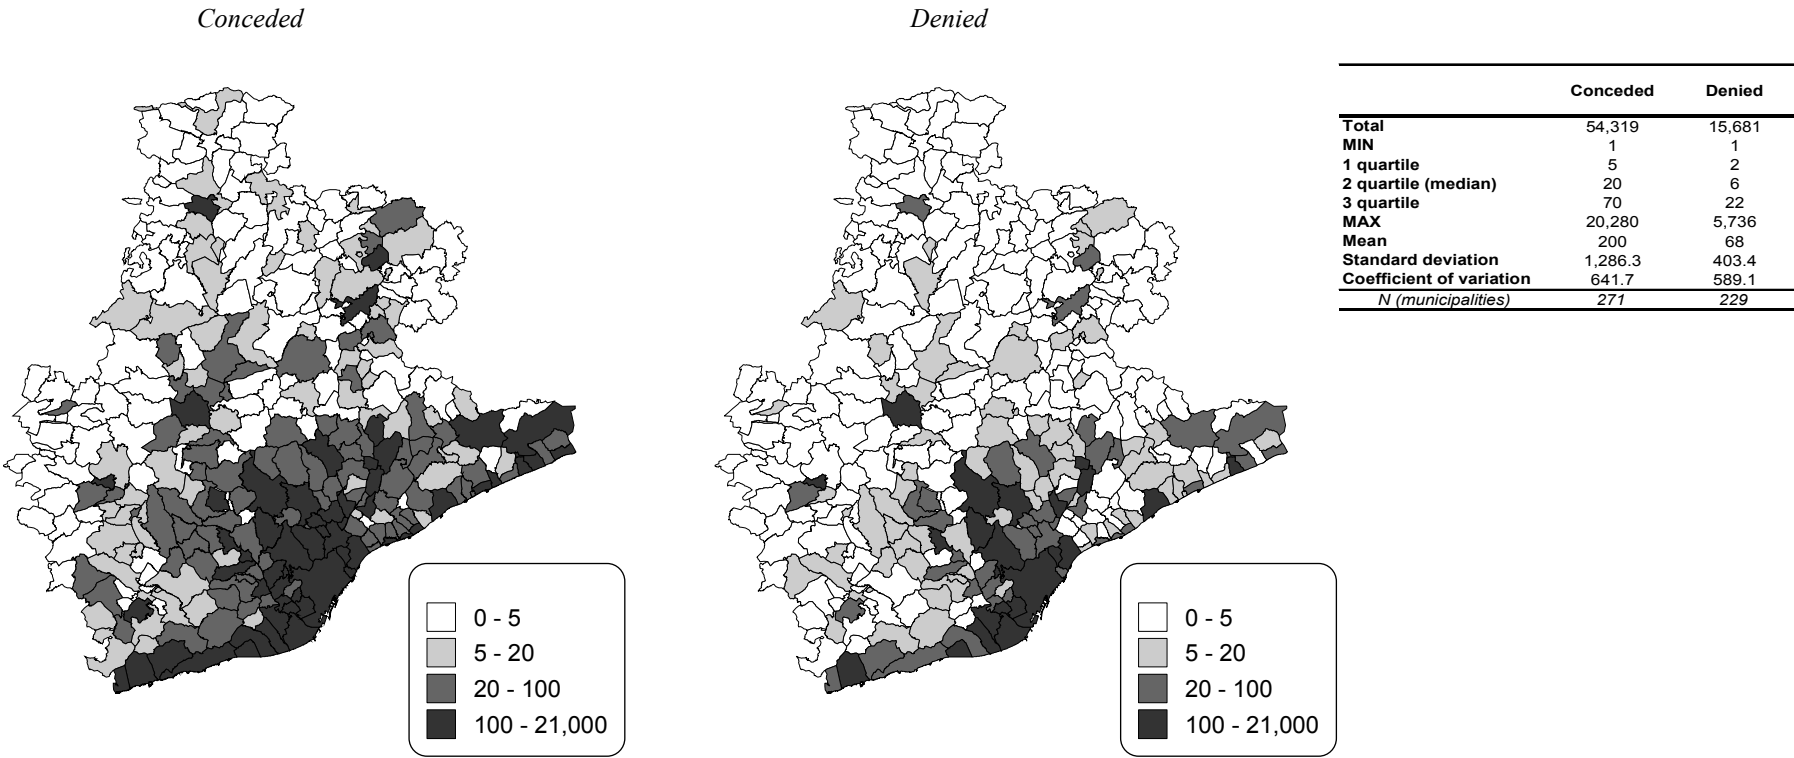 Conceded
Denied
0 - 5
5 - 20
20 - 100
100 - 21,000
0 - 5
5 - 20
20 - 100
100 - 21,000
Conceded Denied
Total 54,319 15,681
MIN 1 1
1 quartile 5 2
2 quartile (median) 20 6
3 quartile 70 22
MAX 20,280 5,736
Mean 200 68
Standard deviation 1,286.3 403.4
Coefficient of variation 641.7 589.1
N (municipalities) 271 229